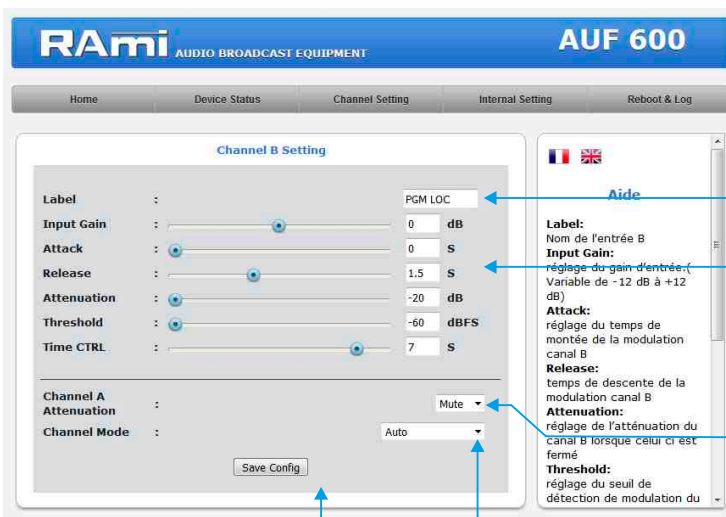 RAmi AUDIO BROADCAST EQUIPMENT
AUF 600
Home Device Status Channel Setting Internal Setting Reboot & Log
Channel B Setting
Label : PGM LOC
Input Gain : 0 dB
Attack : 0 S
Release : 1.5 S
Attenuation : -20 dB
Threshold : -60 dBFS
Time CTRL : 7 S
Channel A
Attenuation : Mute
Channel Mode : Auto
Save Config
Aide
Label:
Nom de l'entrée B
Input Gain:
réglage du gain d'entrée.(
Variable de -12 dB à +12
dB)
Attack:
réglage du temps de
montée de la modulation
canal B
Release:
temps de descente de la
modulation canal B
Attenuation:
réglage de l'atténuation du
canal B lorsque celui ci est
fermé
Threshold:
réglage du seuil de
détection de modulation du